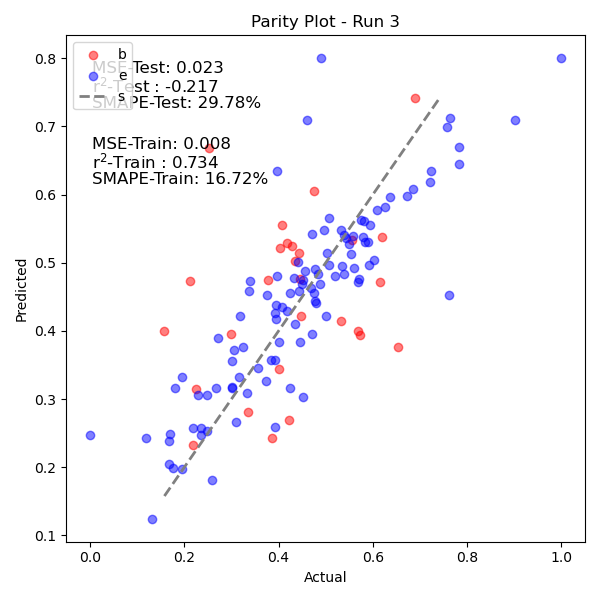 Parity Plot - Run 3
b
e
s
MSE-Test: 0.023
r²-Test : -0.217
SMAPE-Test: 29.78%
MSE-Train: 0.008
r²-Train : 0.734
SMAPE-Train: 16.72%
0.8
0.7
0.6
0.5
0.4
0.3
0.2
0.1
Predicted
0.0 0.2 0.4 0.6 0.8 1.0
Actual